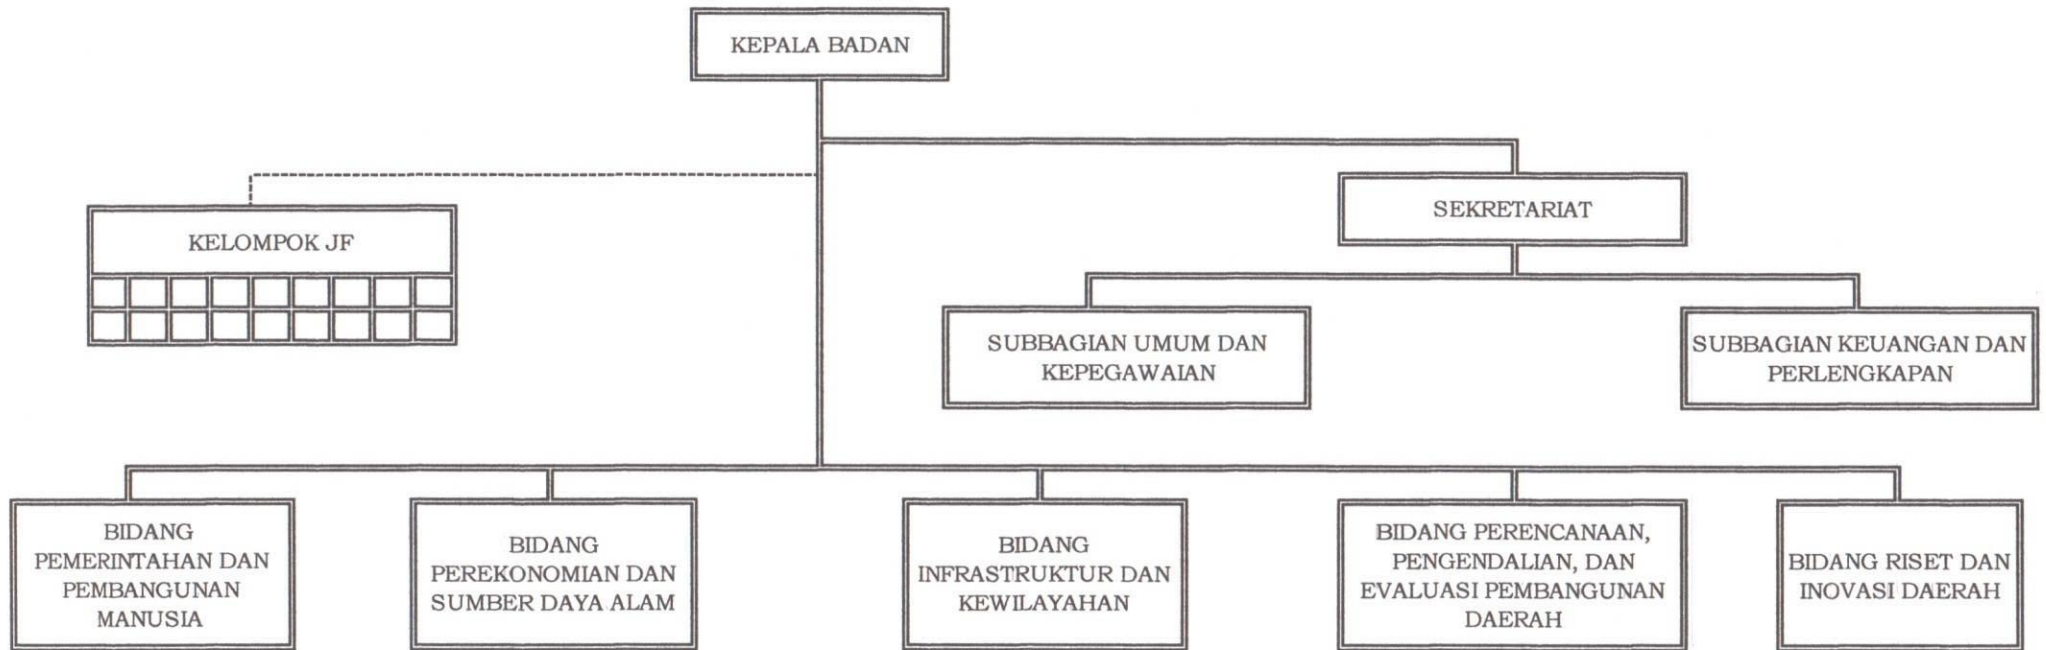 KEPALA BADAN
SEKRETARIAT
KELOMPOK JF
SUBBAGIAN UMUM DAN
KEPEGAWAIAN
SUBBAGIAN KEUANGAN DAN
PERLENGKAPAN
BIDANG
PEMERINTAHAN DAN
PEMBANGUNAN
MANUSIA
BIDANG
PEREKONOMIAN DAN
SUMBER DAYA ALAM
BIDANG
INFRASTRUKTUR DAN
KEWILAYAHAN
BIDANG PERENCANAAN,
PENGENDALIAN, DAN
EVALUASI PEMBANGUNAN
DAERAH
BIDANG RISET DAN
INOVASI DAERAH